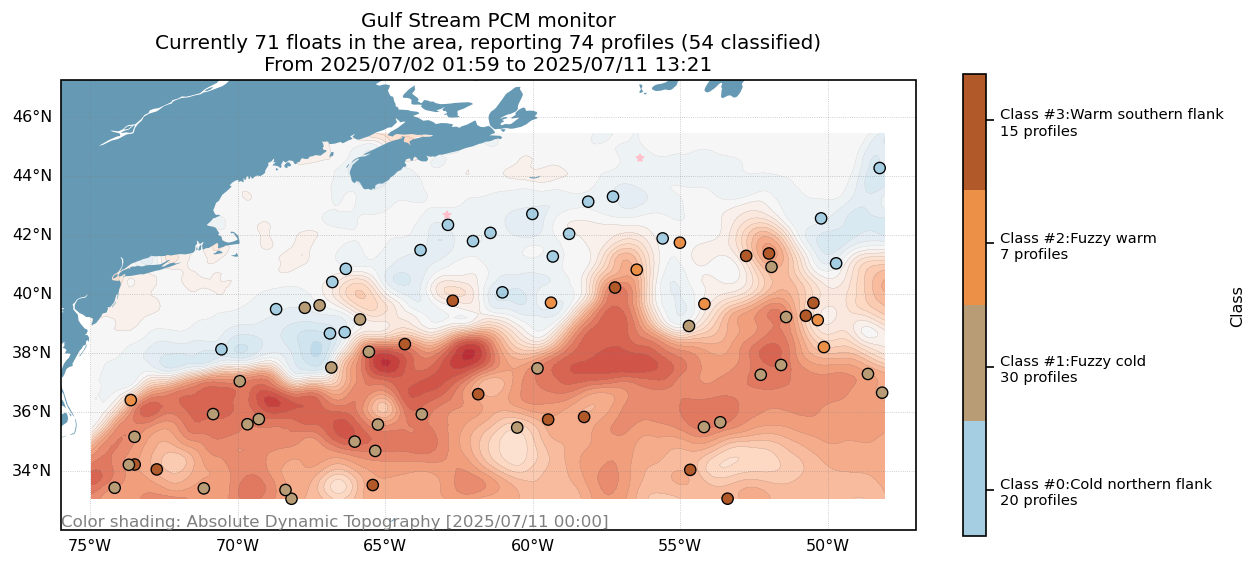 Gulf Stream PCM monitor
Currently 71 floats in the area, reporting 74 profiles (54 classified)
From 2025/07/02 01:59 to 2025/07/11 13:21
46°N
44°N
42°N
40°N
38°N
36°N
34°N
Color shading: Absolute Dynamic Topography [2025/07/11 00:00]
75°W
70°W
65°W
60°W
55°W
50°W
Class #3:Warm southern flank
15 profiles
Class #2:Fuzzy warm
7 profiles
Class #1:Fuzzy cold
30 profiles
Class #0:Cold northern flank
20 profiles
Class